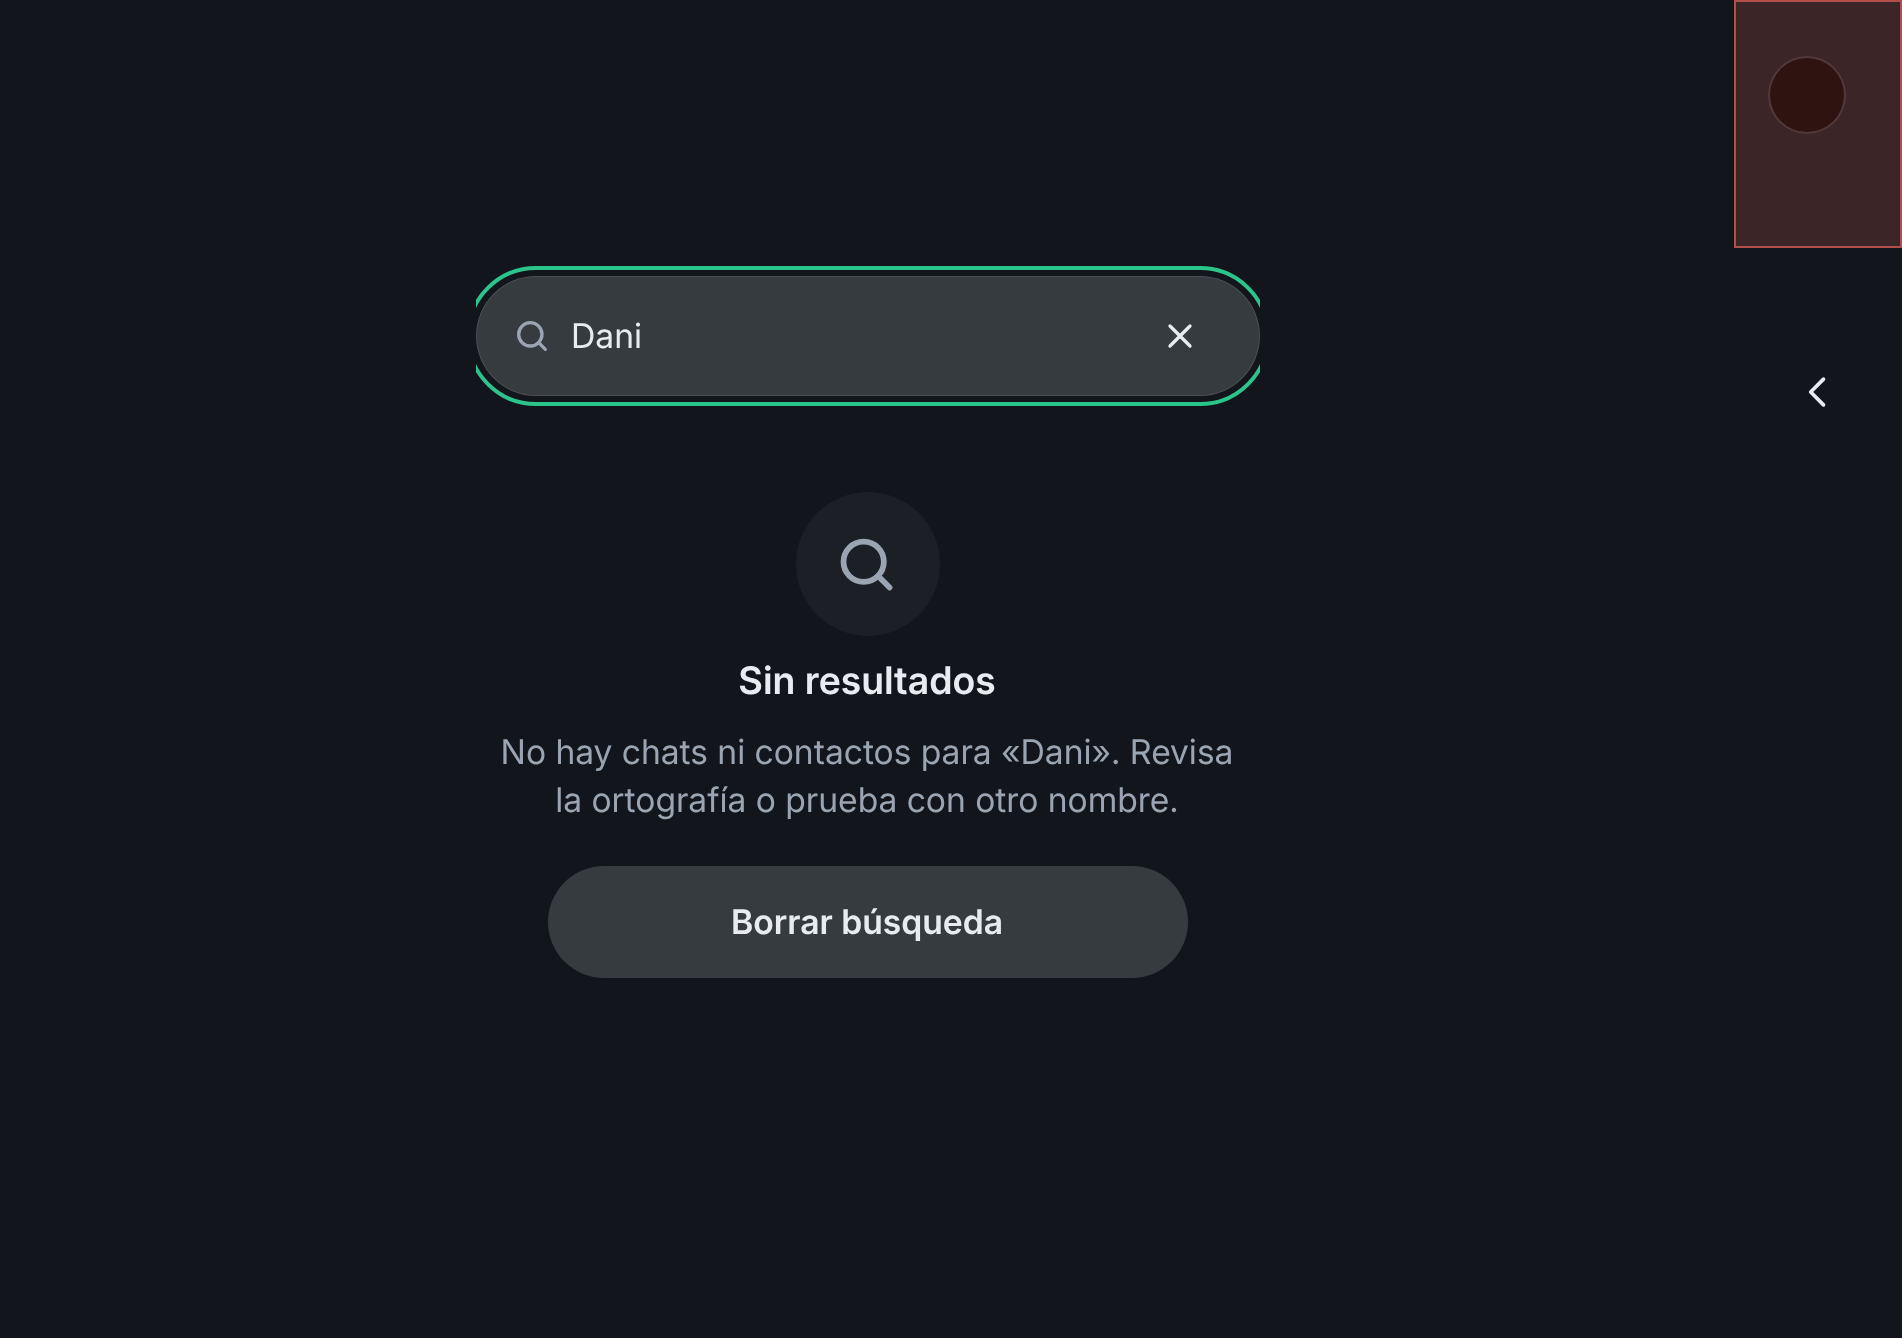 Dani
Sin resultados
No hay chats ni contactos para «Dani». Revisa
la ortografía o prueba con otro nombre.
Borrar búsqueda